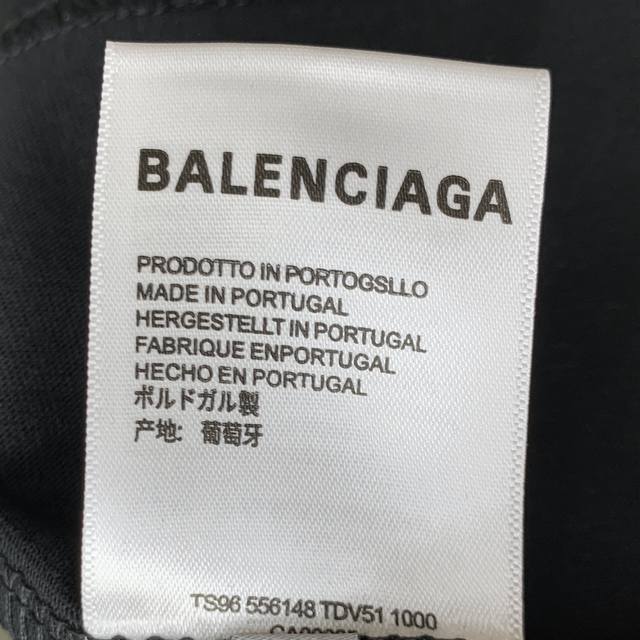 BALENCIAGA
PRODOTTO IN PORTOGSLLO
MADE IN PORTUGAL
HERGESTELLT IN PORTUGAL
FABRIQUE ENPORTUGAL
HECHO EN PORTUGAL
ポルドガル製
产地: 葡萄牙
TS96 556148 TDV51 1000